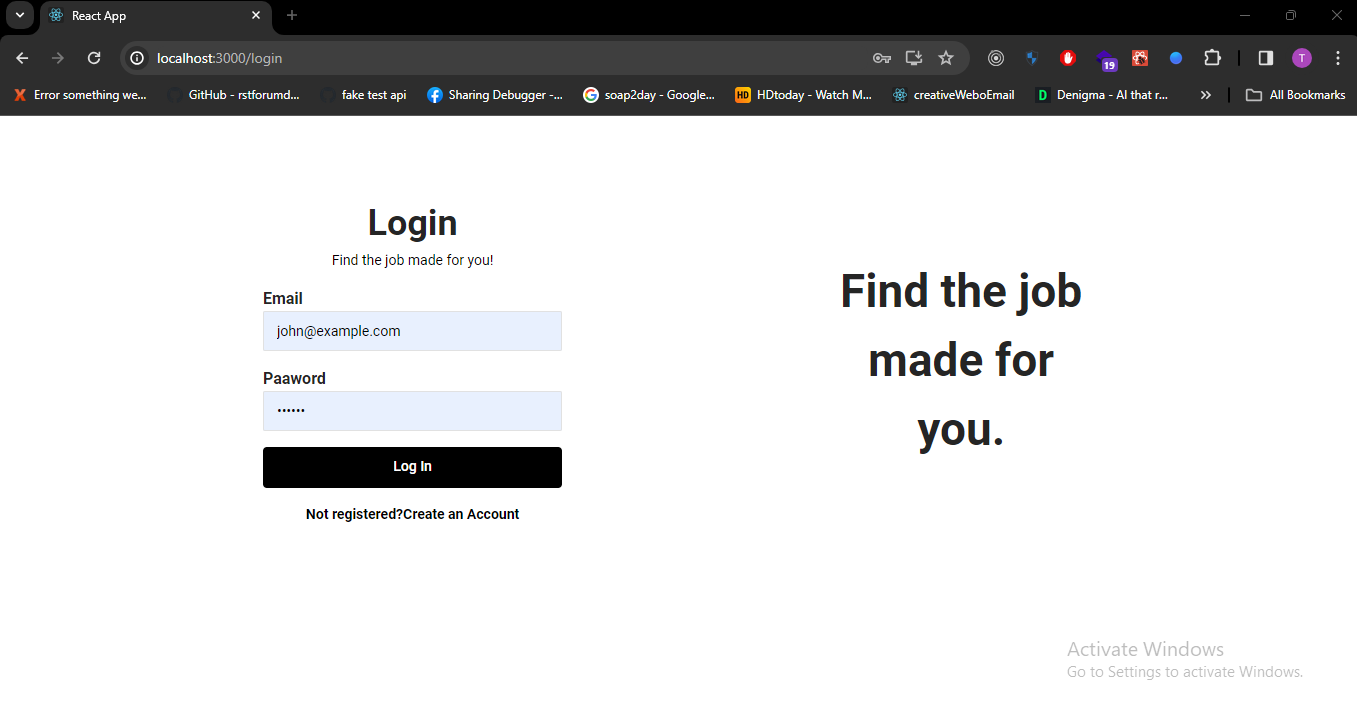 React App
localhost:3000/login
19
T
Error something we...
GitHub - rstforumd...
fake test api
Sharing Debugger -...
soap2day - Google...
HD
HDtoday - Watch M...
creativeWeboEmail
D
Denigma - AI that r...
All Bookmarks
Login
Find the job made for you!
Email
john@example.com
Paaword
Log In
Not registered?Create an Account
Find the job
made for
you.
Activate Windows
Go to Settings to activate Windows.